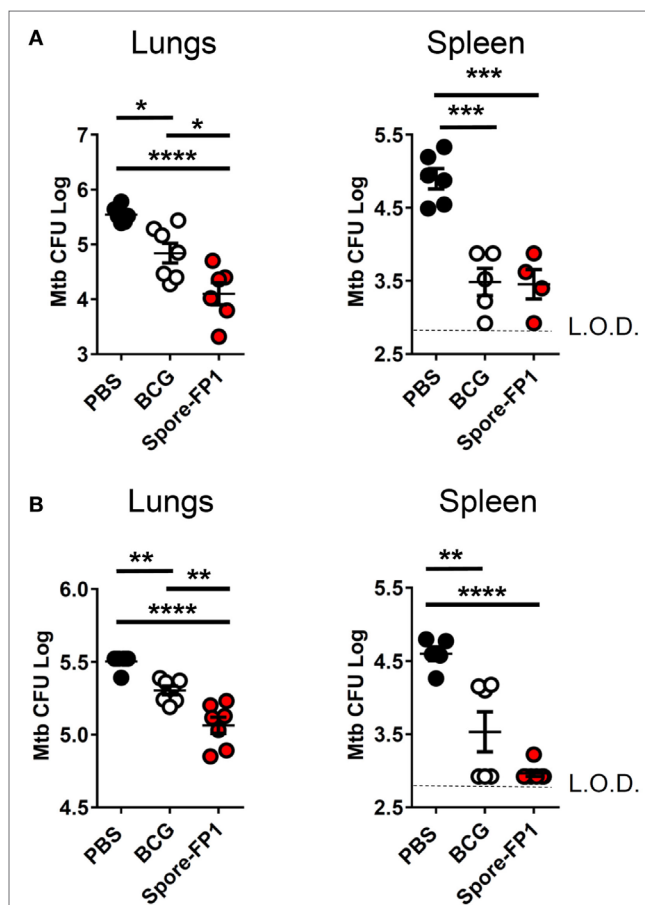 A
Lungs
*
*
****
7
6
5
4
3
Mtb CFU Log
PBS
BCG
Spore-FP1
Spleen
***
***
5.5
4.5
3.5
2.5
Mtb CFU Log
L.O.D.
PBS
BCG
Spore-FP1
B
Lungs
**
**
****
6.0
5.5
5.0
4.5
Mtb CFU Log
PBS
BCG
Spore-FP1
Spleen
**
****
4.5
3.5
2.5
Mtb CFU Log
L.O.D.
PBS
BCG
Spore-FP1